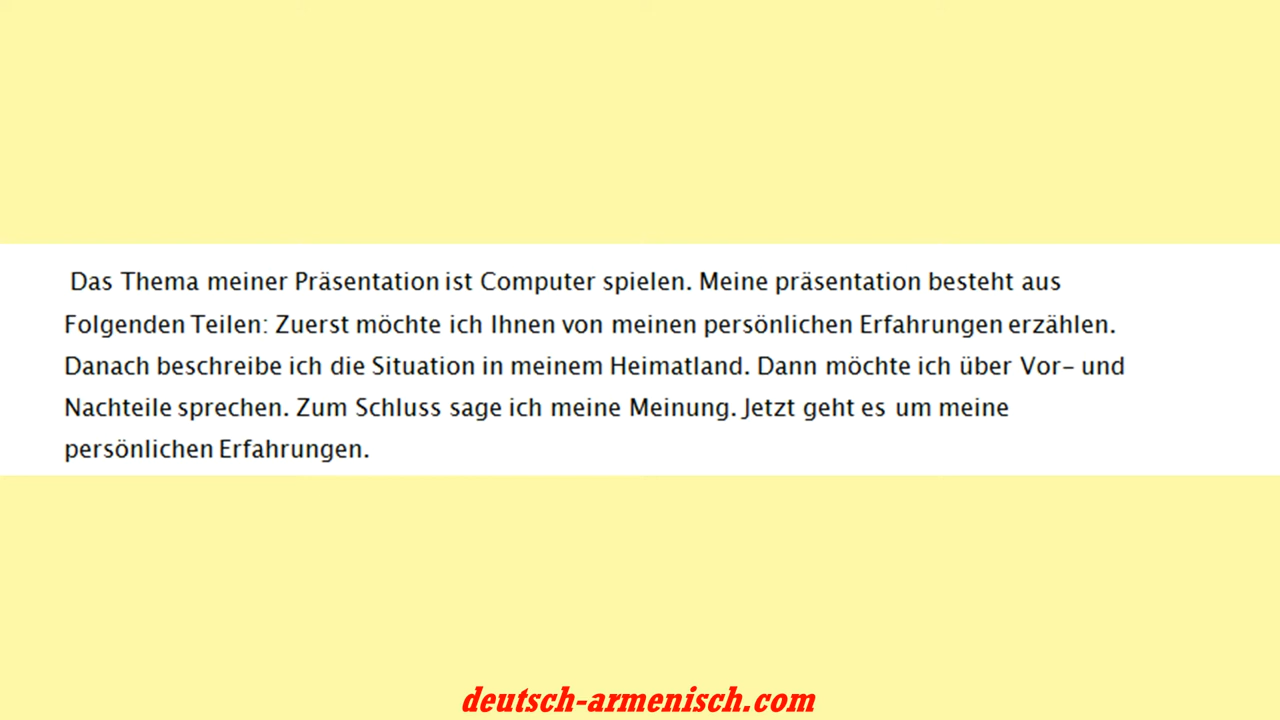 Das Thema meiner Präsentation ist Computer spielen. Meine präsentation besteht aus
Folgenden Teilen: Zuerst möchte ich Ihnen von meinen persönlichen Erfahrungen erzählen.
Danach beschreibe ich die Situation in meinem Heimatland. Dann möchte ich über Vor- und
Nachteile sprechen. Zum Schluss sage ich meine Meinung. Jetzt geht es um meine
persönlichen Erfahrungen.
deutsch-armenisch.com